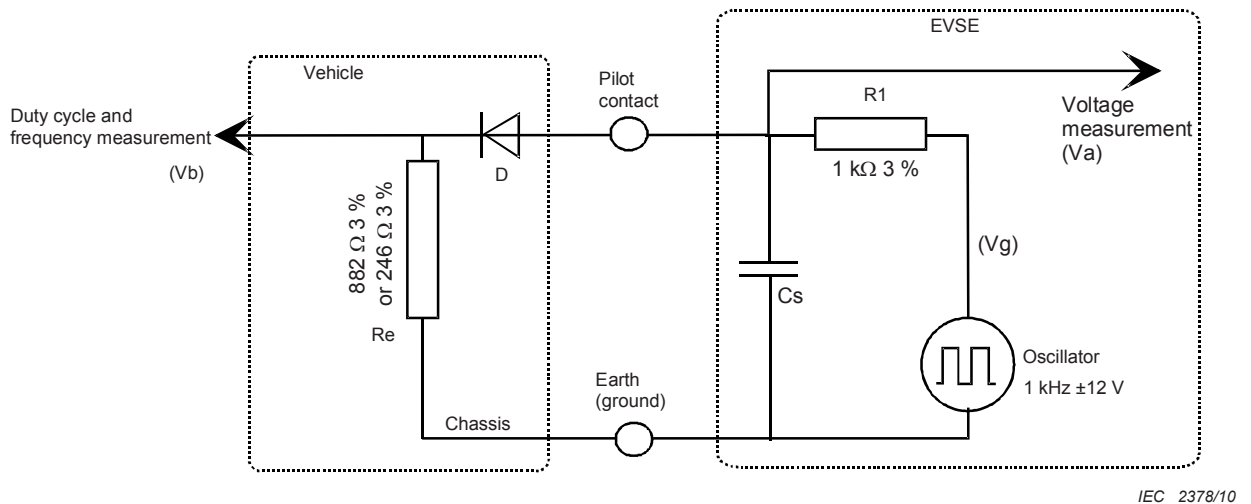 EVSE
Vehicle
Pilot
contact
R1
Duty cycle and
frequency measurement
(Vb)
D
1 kΩ 3 %
Voltage
measurement
(Va)
882 Ω 3 %
or 246 Ω 3 %
(Vg)
Cs
Re
Earth
(ground)
Oscillator
1 kHz ±12 V
Chassis
IEC 2378/10